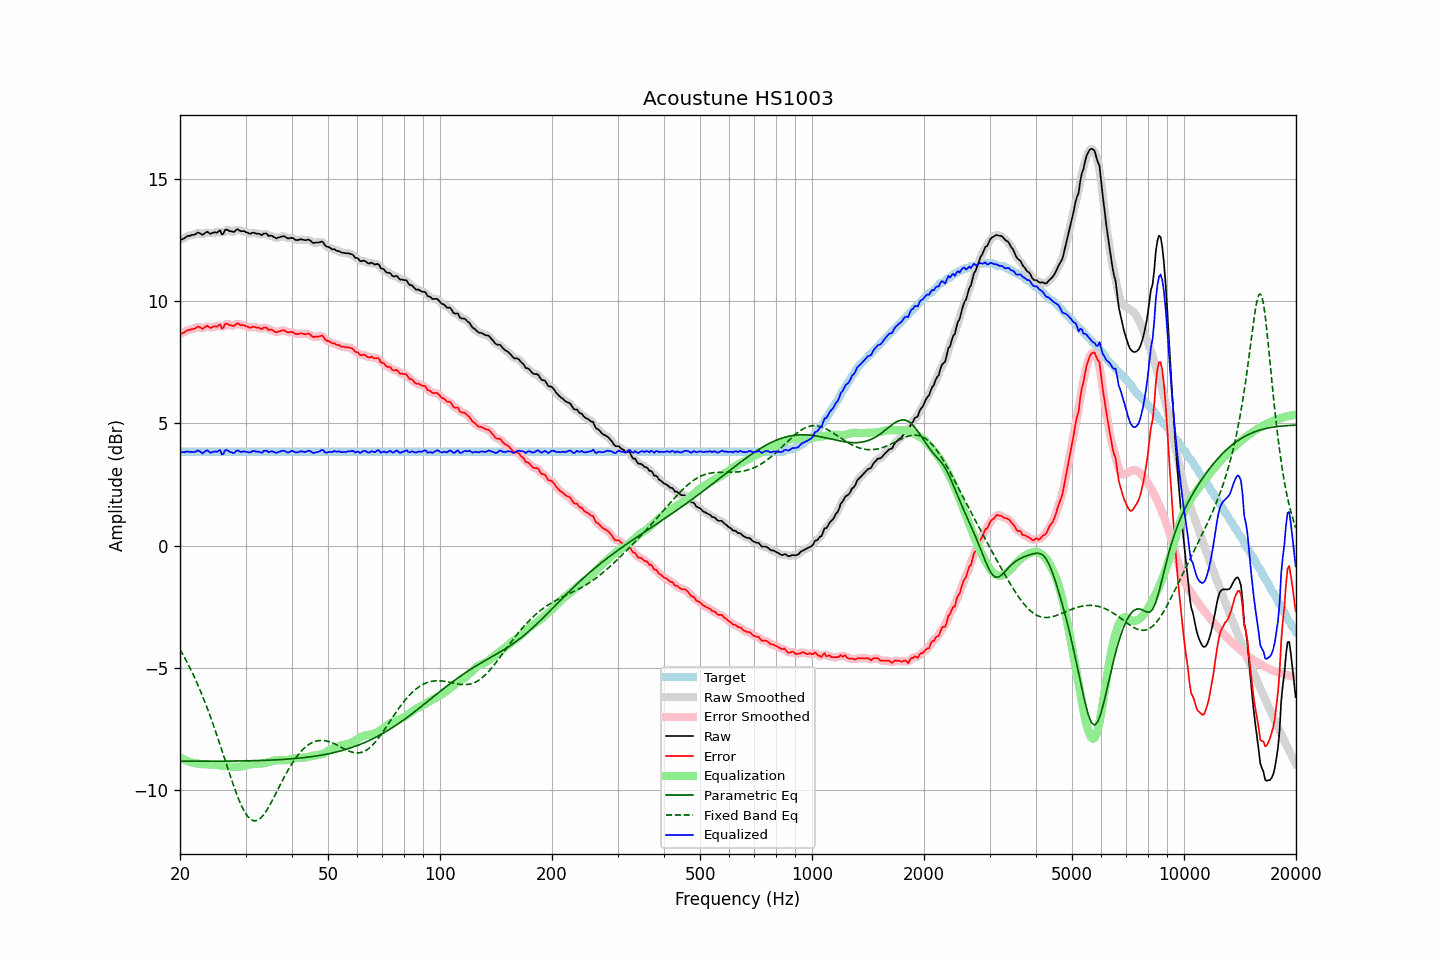 Acoustune HS1003
Amplitude (dBr)
15
10
5
0
−5
−10
20
50
100
200
500
1000
2000
5000
10000
20000
Frequency (Hz)
Target
Raw Smoothed
Error Smoothed
Raw
Error
Equalization
Parametric Eq
Fixed Band Eq
Equalized